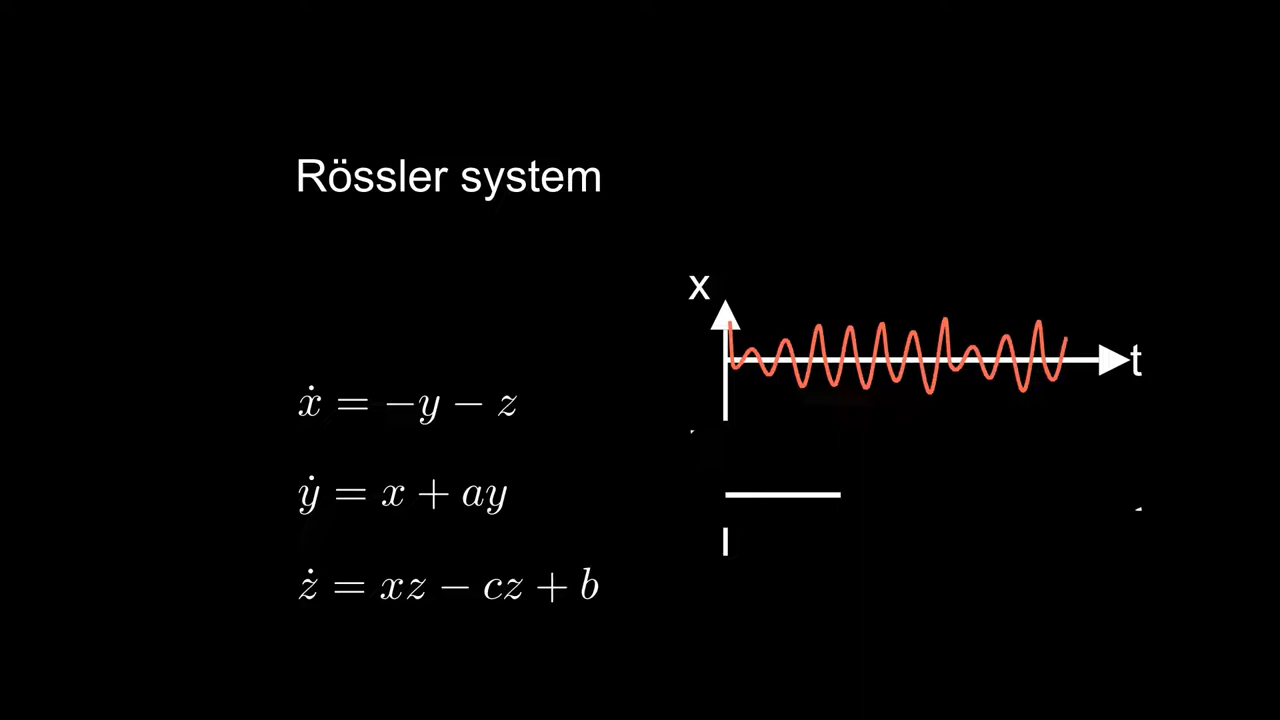 Rössler system
x
t
ẋ = −y − z
ẏ = x + ay
ż = xz − cz + b